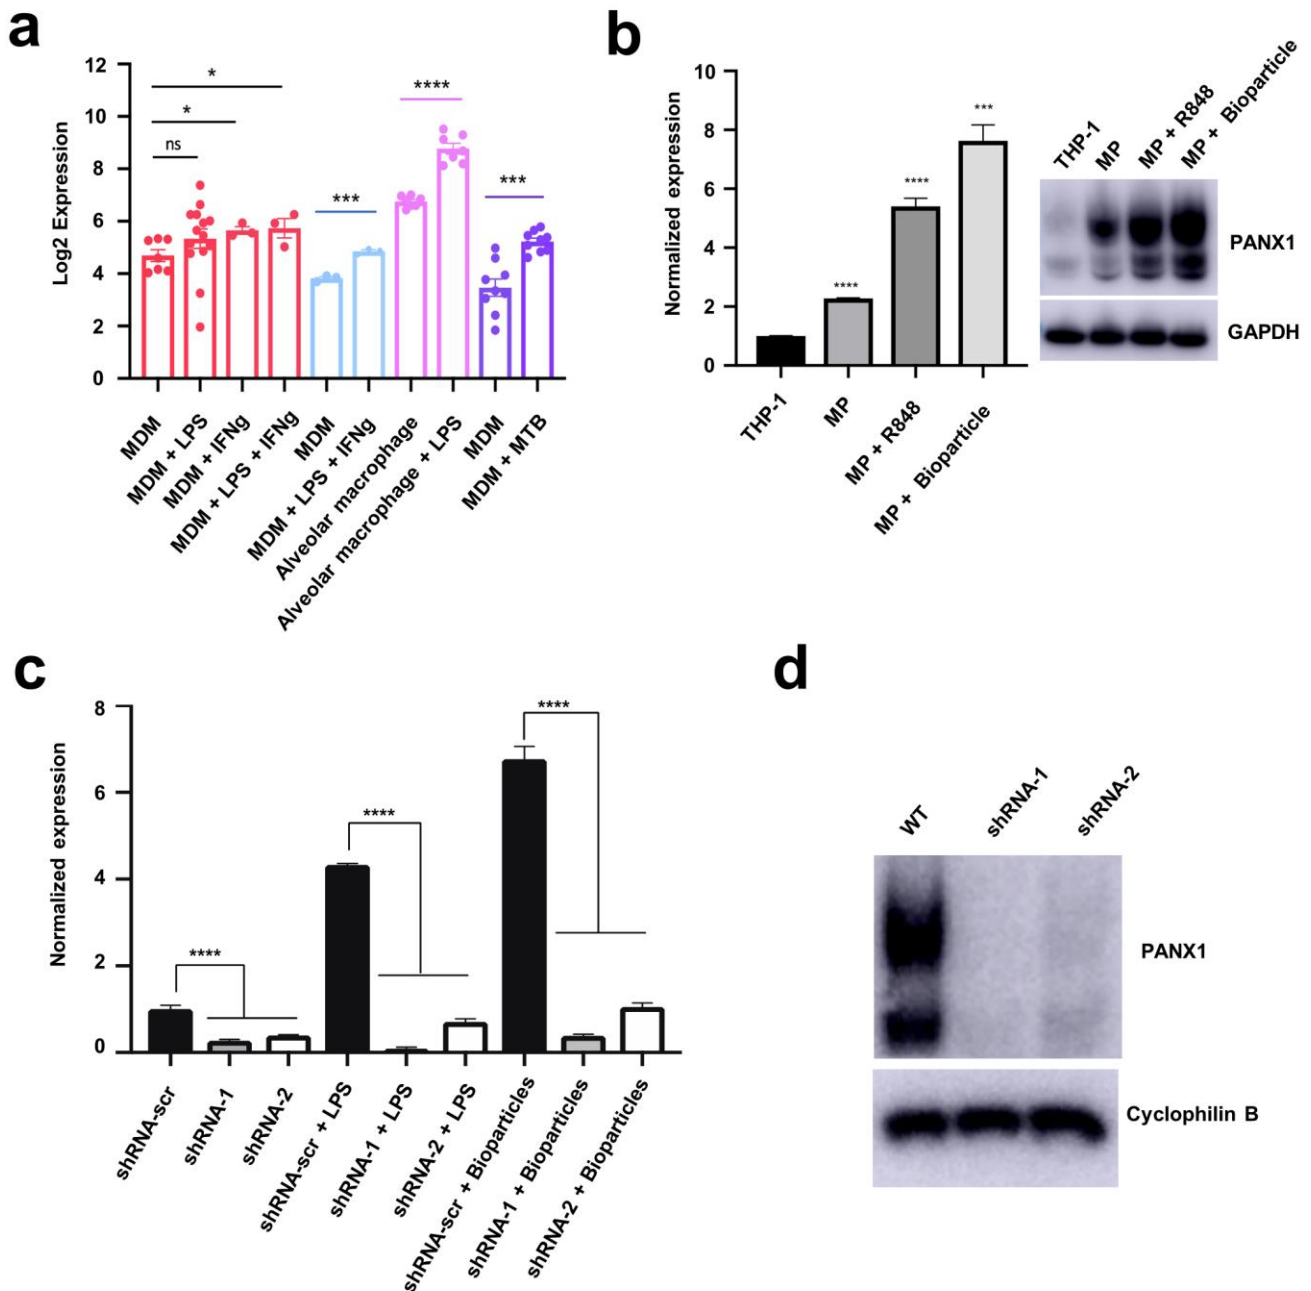 a
Log2 Expression
12
10
8
6
4
2
0
*
*
ns
***
****
***
MDM
MDM + LPS
MDM + IFNg
MDM + LPS + IFNg
MDM
MDM + LPS + IFNg
Alveolar macrophage
Alveolar macrophage + LPS
MDM
MDM + MTB
b
Normalized expression
10
8
6
4
2
0
****
****
***
THP-1
MP
MP + R848
MP + Bioparticle
THP-1
MP
MP + R848
MP + Bioparticle
PANX1
GAPDH
c
Normalized expression
8
6
4
2
0
****
****
****
shRNA-scr
shRNA-1
shRNA-2
shRNA-scr + LPS
shRNA-1 + LPS
shRNA-2 + LPS
shRNA-scr + Bioparticles
shRNA-1 + Bioparticles
shRNA-2 + Bioparticles
d
WT
shRNA-1
shRNA-2
PANX1
Cyclophilin B